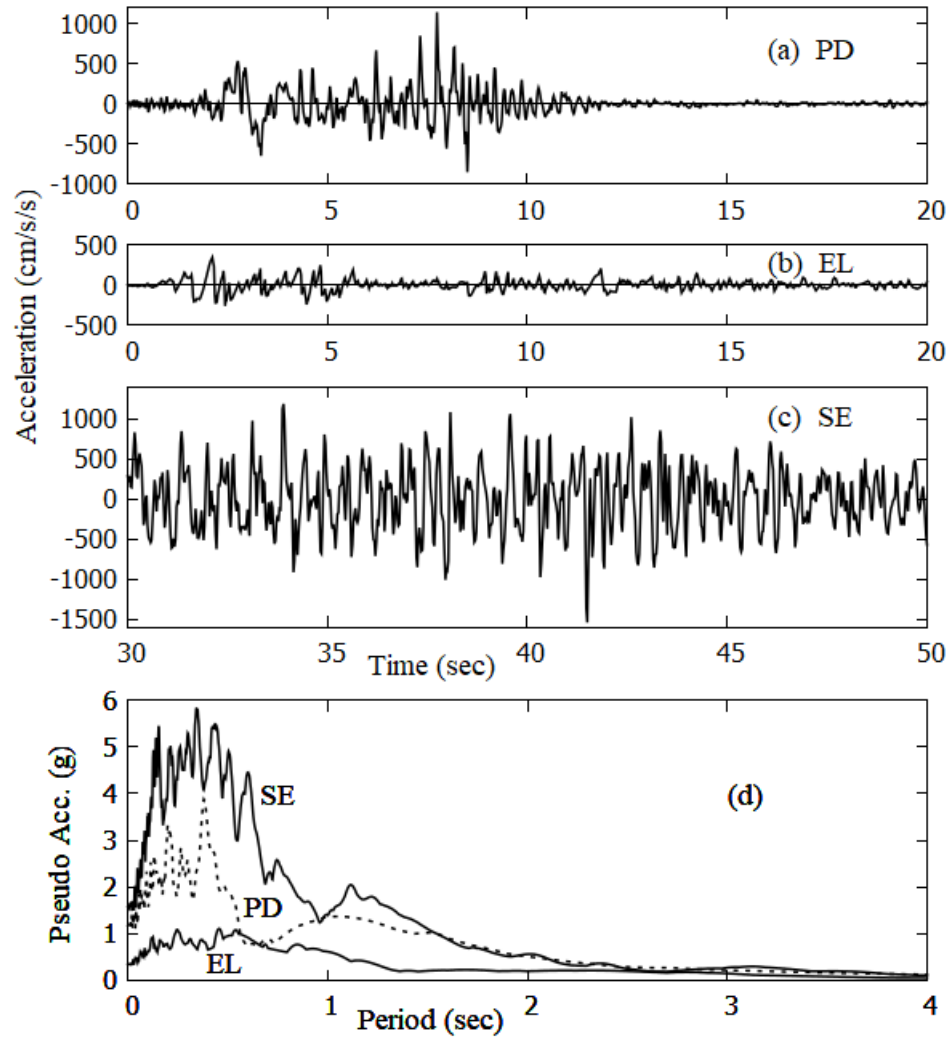 Acceleration (cm/s/s)
1000
500
0
-500
-1000
(a) PD
0 5 10 15 20
500
0
-500
(b) EL
0 5 10 15 20
1000
500
0
-500
-1000
-1500
(c) SE
30 35 40 45 50
Time (sec)
Pseudo Acc. (g)
6
5
4
3
2
1
0
SE
(d)
PD
EL
0 1 2 3 4
Period (sec)